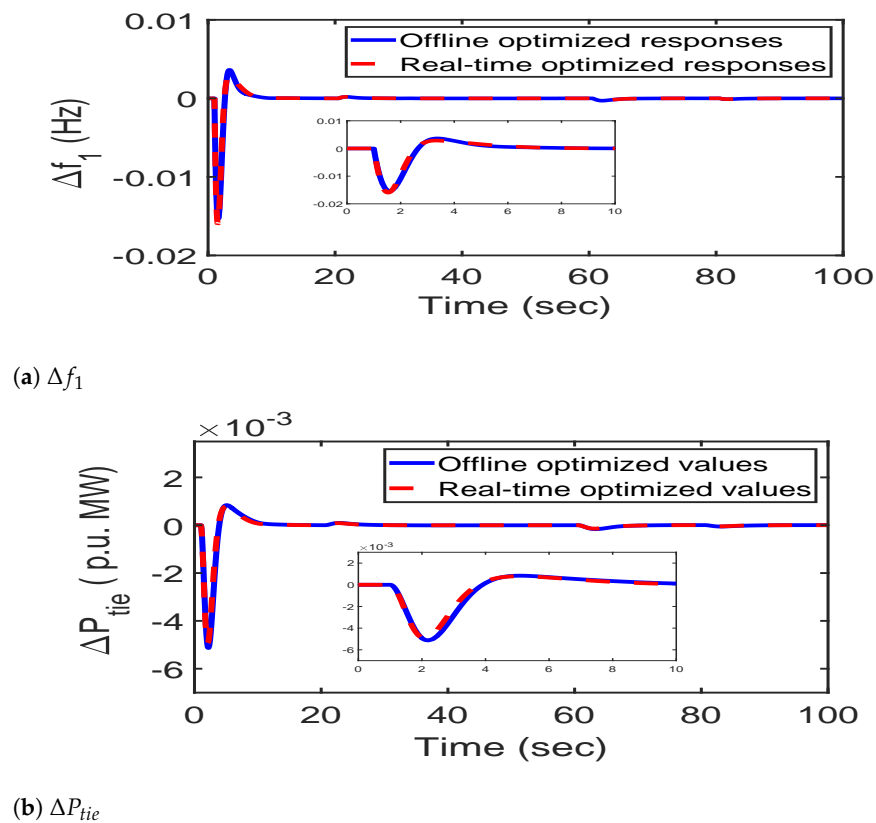 0.01
0
-0.01
-0.02
Δf1 (Hz)
Offline optimized responses
Real-time optimized responses
0.01
0
-0.01
-0.02
0 2 4 6 8 10
0 20 40 60 80 100
Time (sec)
(a) Δf1
×10-3
2
0
-2
-4
-6
ΔPtie ( p.u. MW)
Offline optimized values
Real-time optimized values
×10-3
2
0
-2
-4
-6
0 2 4 6 8 10
0 20 40 60 80 100
Time (sec)
(b) ΔPtie